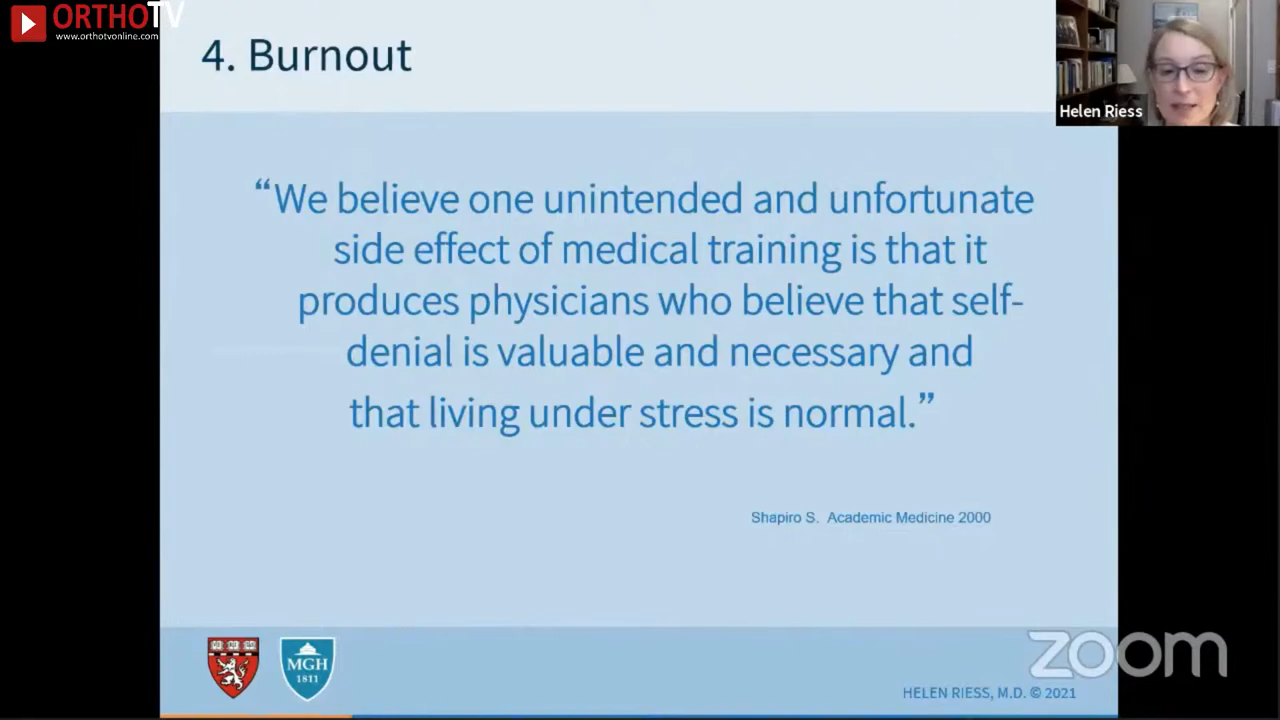 ORTHOTV
www.orthotvonline.com
4. Burnout
Helen Riess
“We believe one unintended and unfortunate
side effect of medical training is that it
produces physicians who believe that self-
denial is valuable and necessary and
that living under stress is normal.”
Shapiro S. Academic Medicine 2000
MGH
1811
zoom
HELEN RIESS, M.D. © 2021